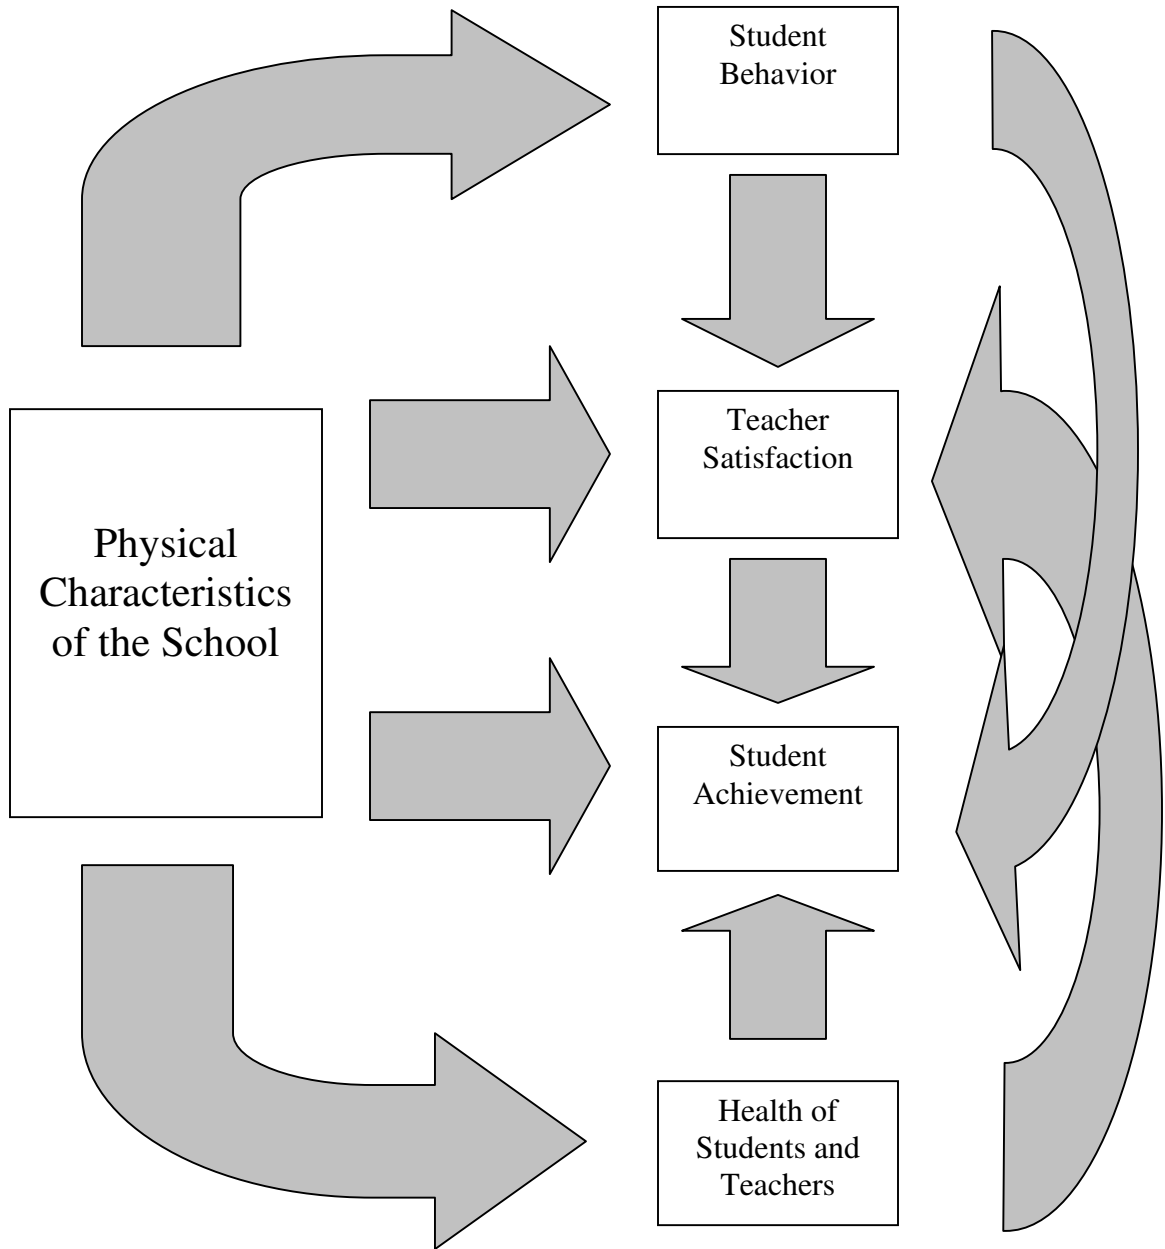 Student
Behavior
Teacher
Satisfaction
Physical
Characteristics
of the School
Student
Achievement
Health of
Students and
Teachers